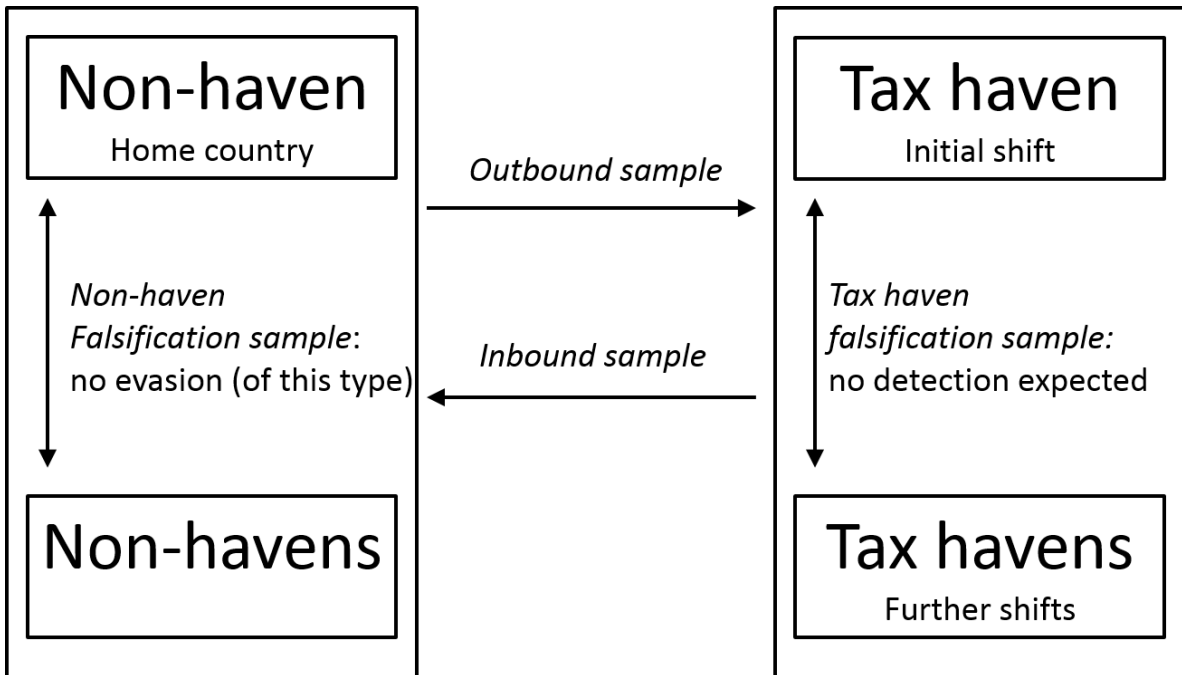 Non-haven
Home country
Tax haven
Initial shift
Outbound sample
Non-haven
Falsification sample:
no evasion (of this type)
Inbound sample
Tax haven
falsification sample:
no detection expected
Non-havens
Tax havens
Further shifts